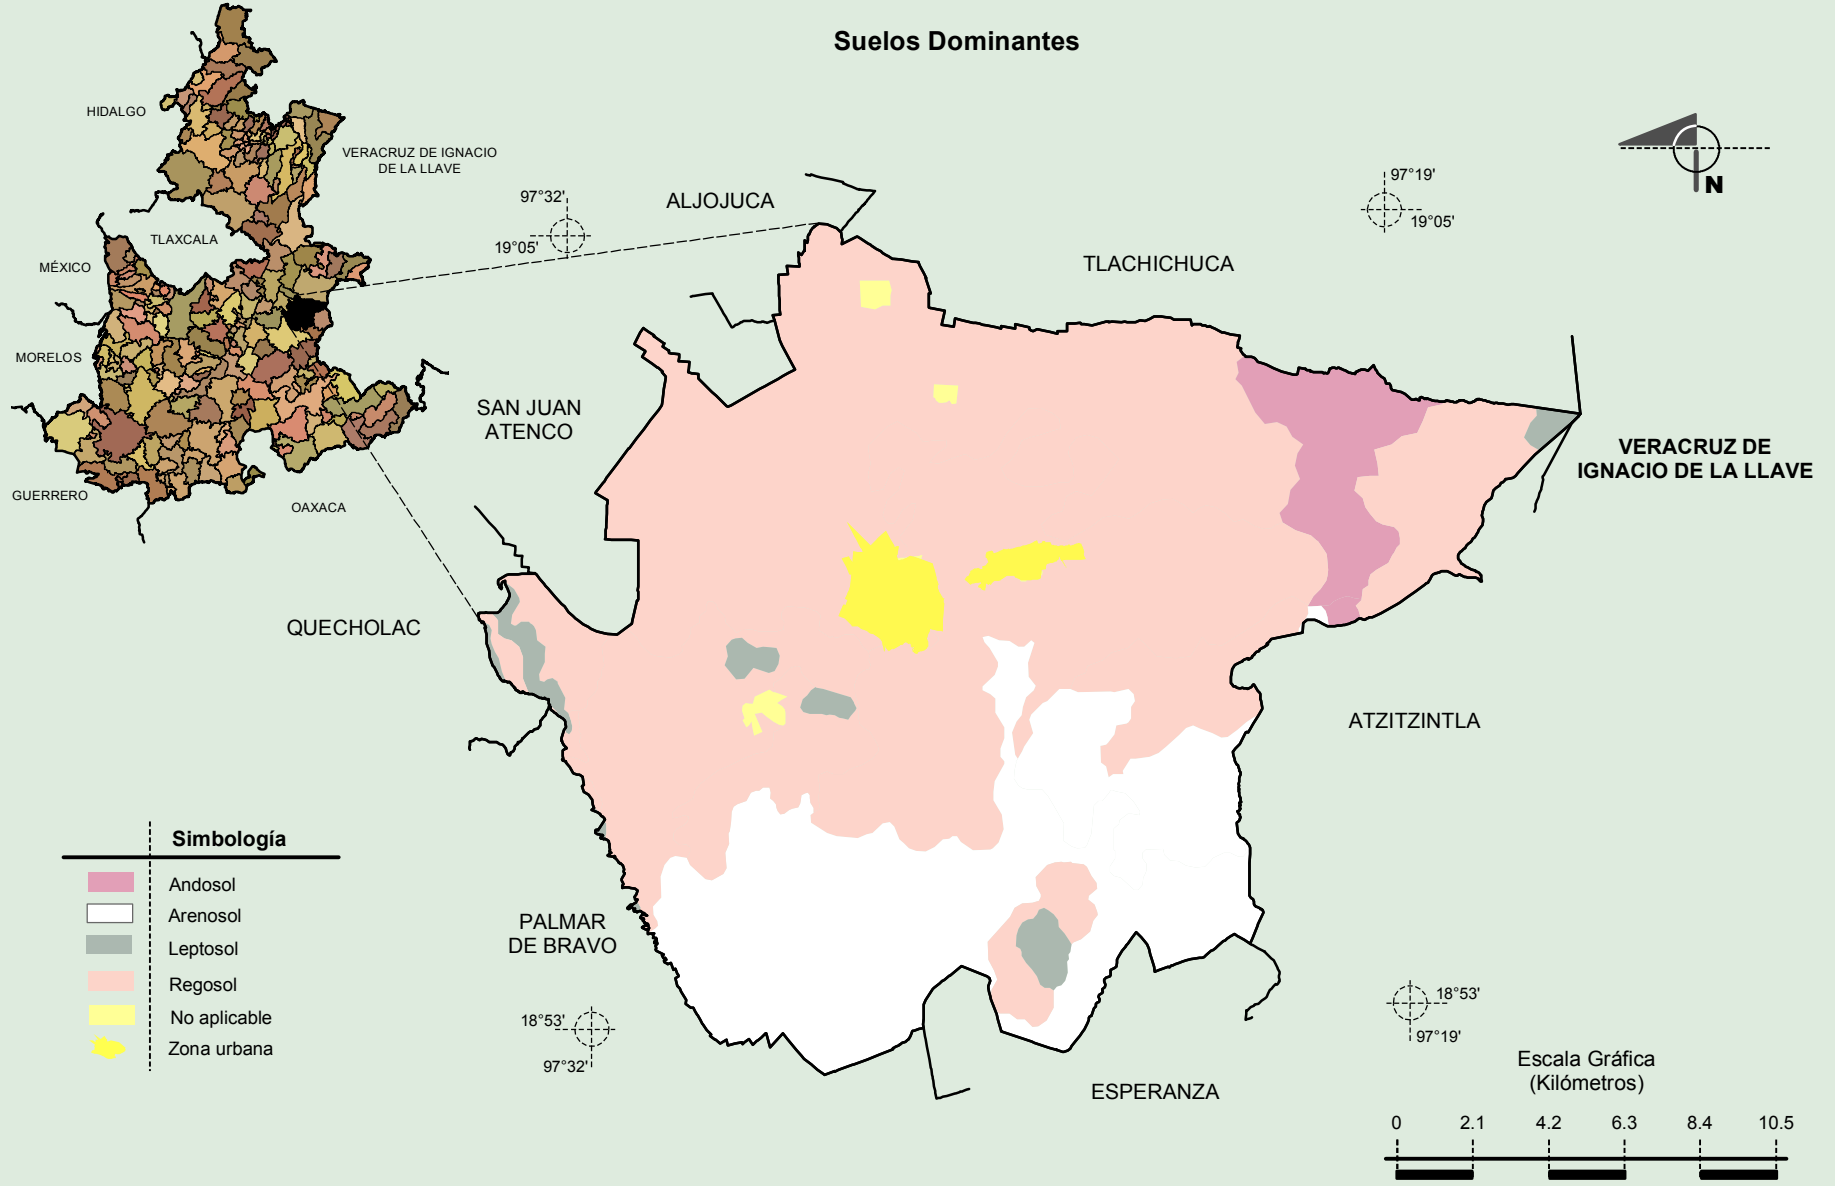 Suelos Dominantes
HIDALGO
VERACRUZ DE IGNACIO
DE LA LLAVE
TLAXCALA
MÉXICO
MORELOS
GUERRERO
OAXACA
97°32'
19°05'
ALJOJUCA
TLACHICHUCA
97°19'
19°05'
N
SAN JUAN
ATENCO
VERACRUZ DE
IGNACIO DE LA LLAVE
QUECHOLAC
ATZITZINTLA
PALMAR
DE BRAVO
18°53'
97°32'
ESPERANZA
18°53'
97°19'
Simbología
Andosol
Arenosol
Leptosol
Regosol
No aplicable
Zona urbana
Escala Gráfica
(Kilómetros)
0 2.1 4.2 6.3 8.4 10.5